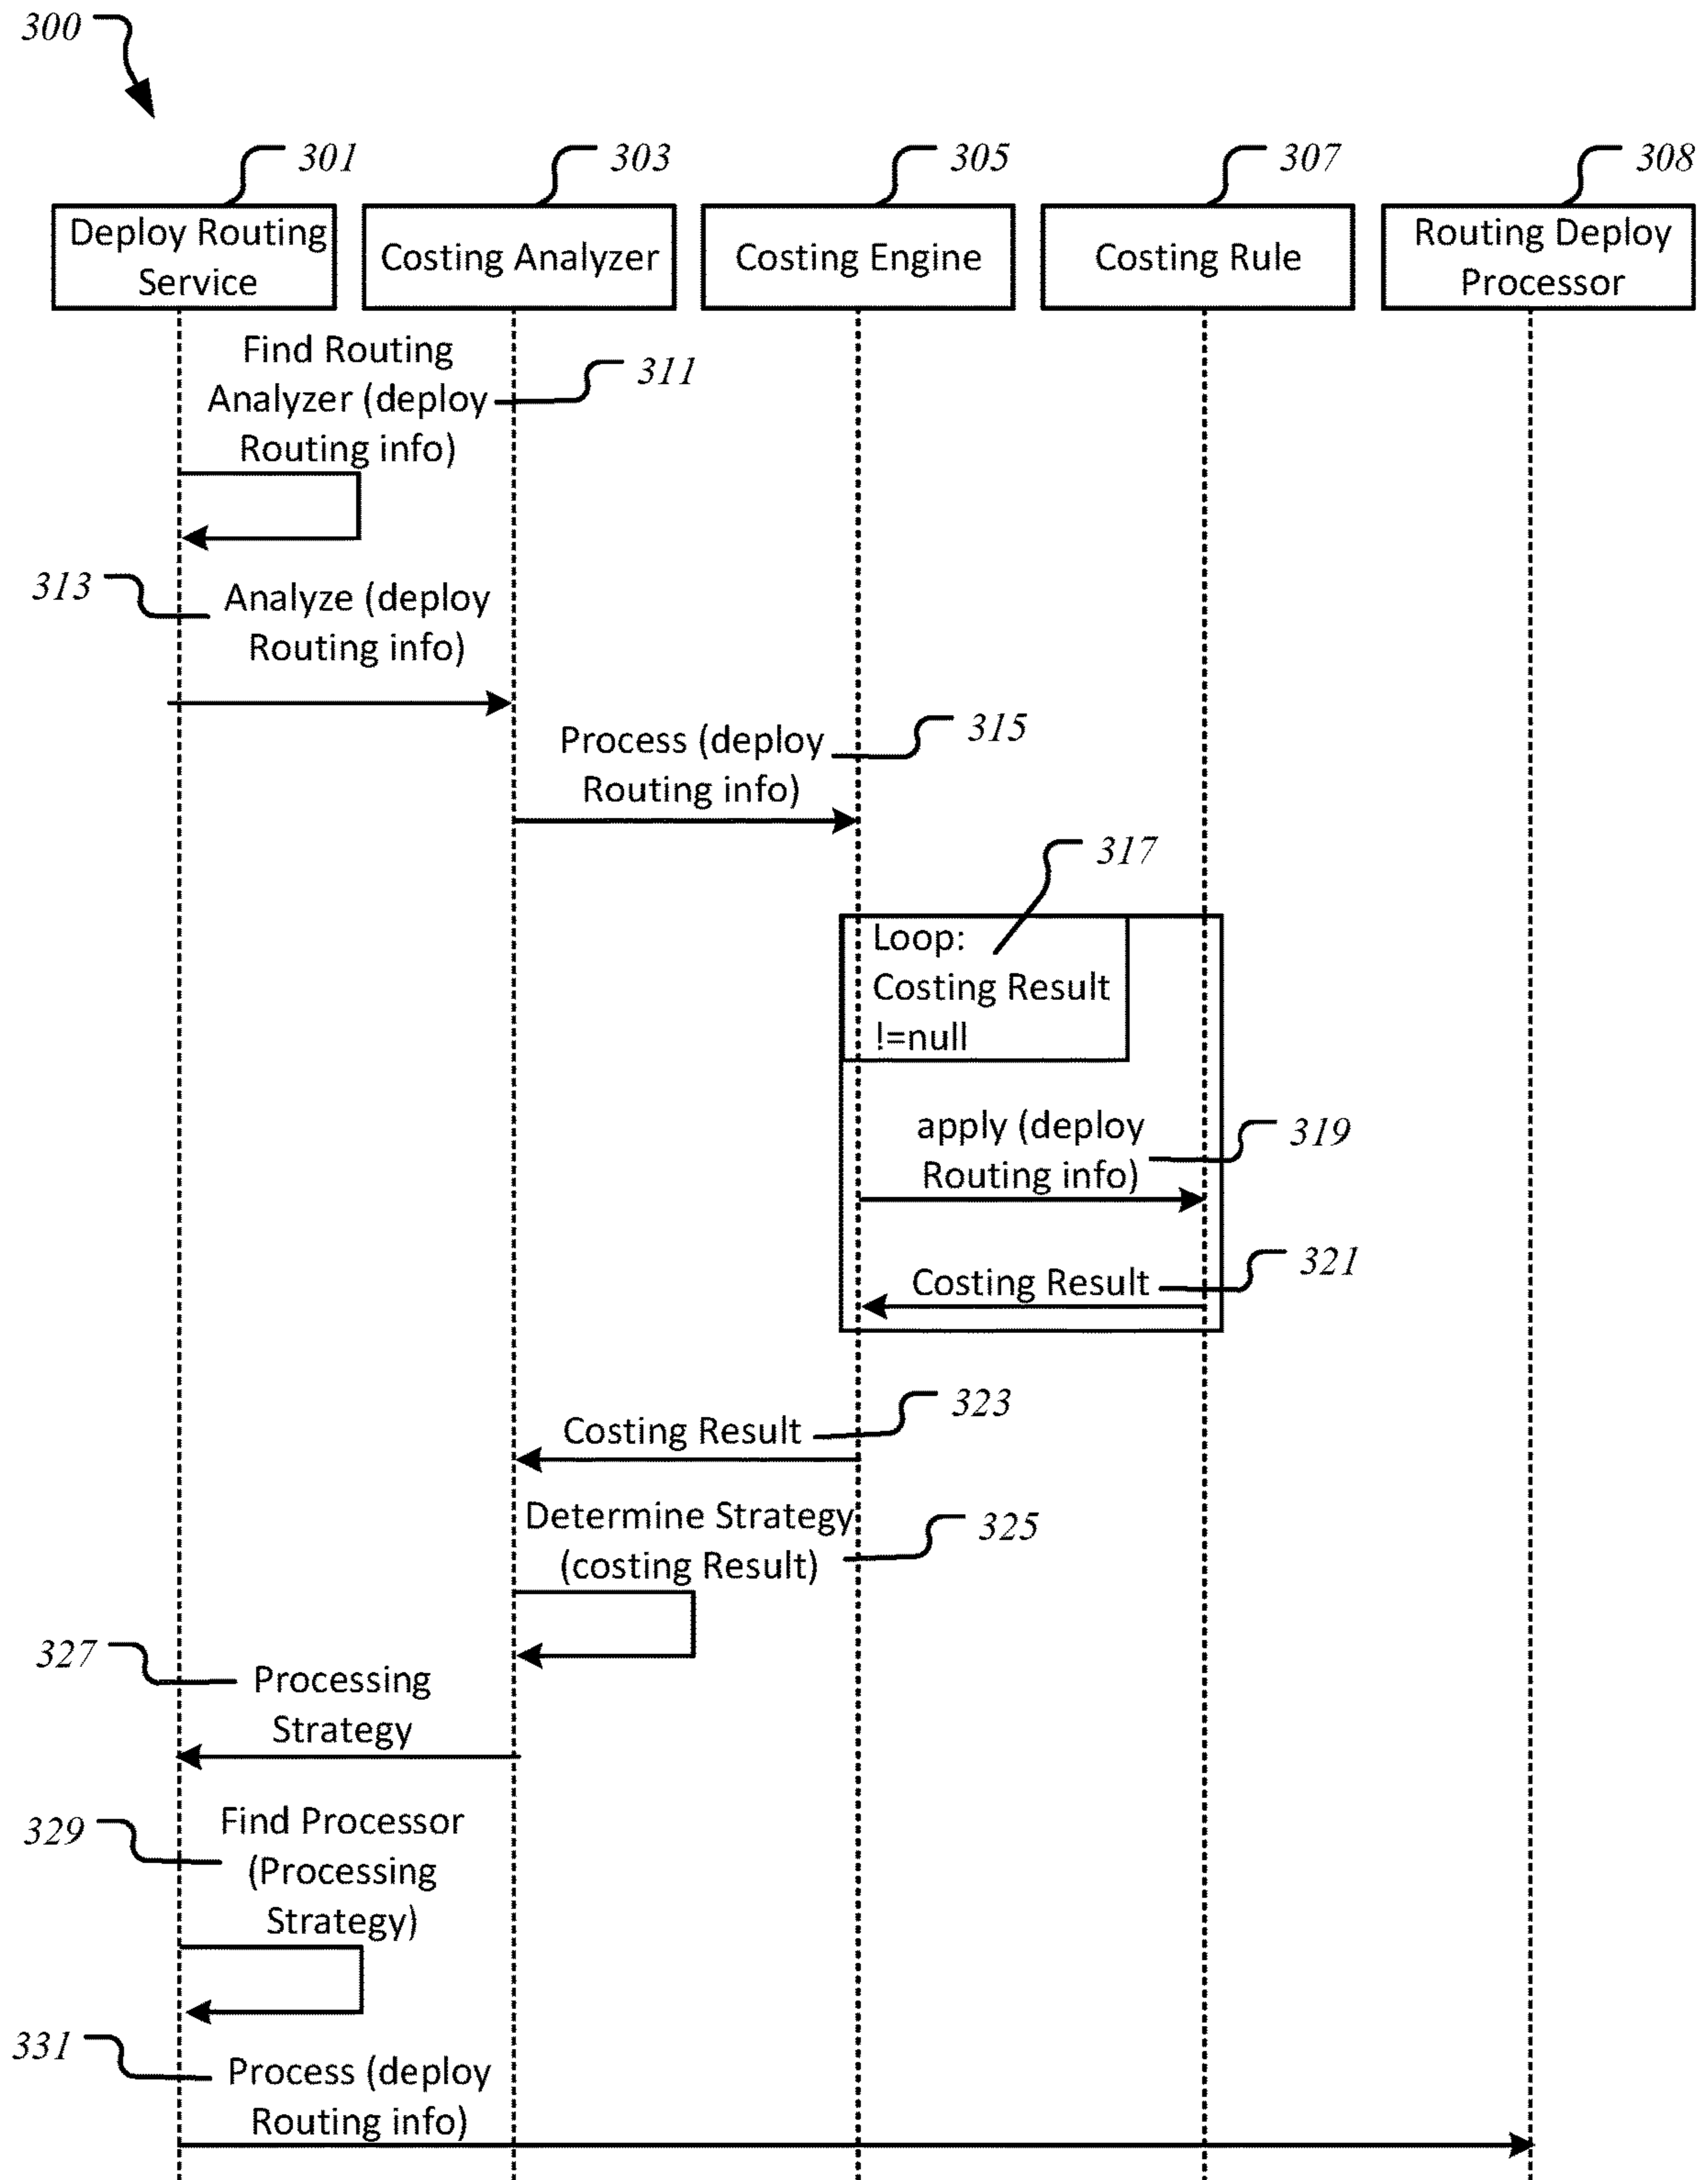 300
301
303
305
307
308
Deploy Routing
Service
Costing Analyzer
Costing Engine
Costing Rule
Routing Deploy
Processor
Find Routing
Analyzer (deploy
Routing info)
311
313
Analyze (deploy
Routing info)
Process (deploy
Routing info)
315
317
Loop:
Costing Result
!=null
apply (deploy
Routing info)
319
Costing Result
321
Costing Result
323
Determine Strategy
(costing Result)
325
327
Processing
Strategy
329
Find Processor
(Processing
Strategy)
331
Process (deploy
Routing info)